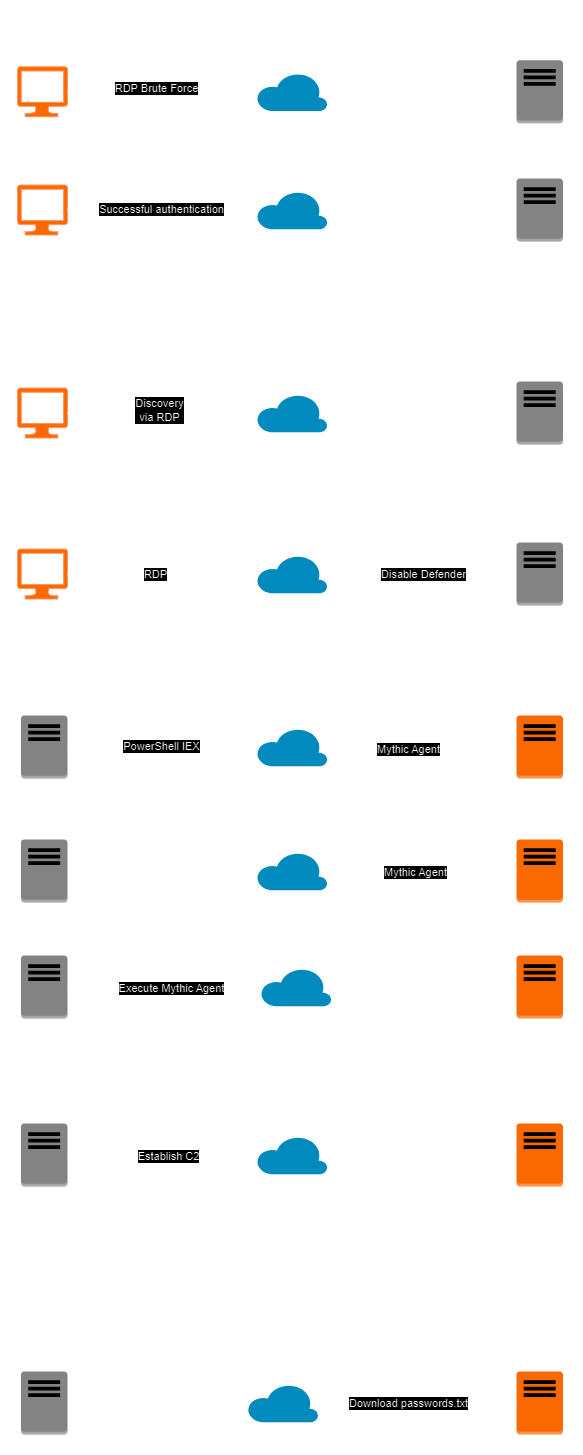 RDP Brute Force
Successful authentication
Discovery
via RDP
RDP
Disable Defender
PowerShell IEX
Mythic Agent
Mythic Agent
Execute Mythic Agent
Establish C2
Download passwords.txt